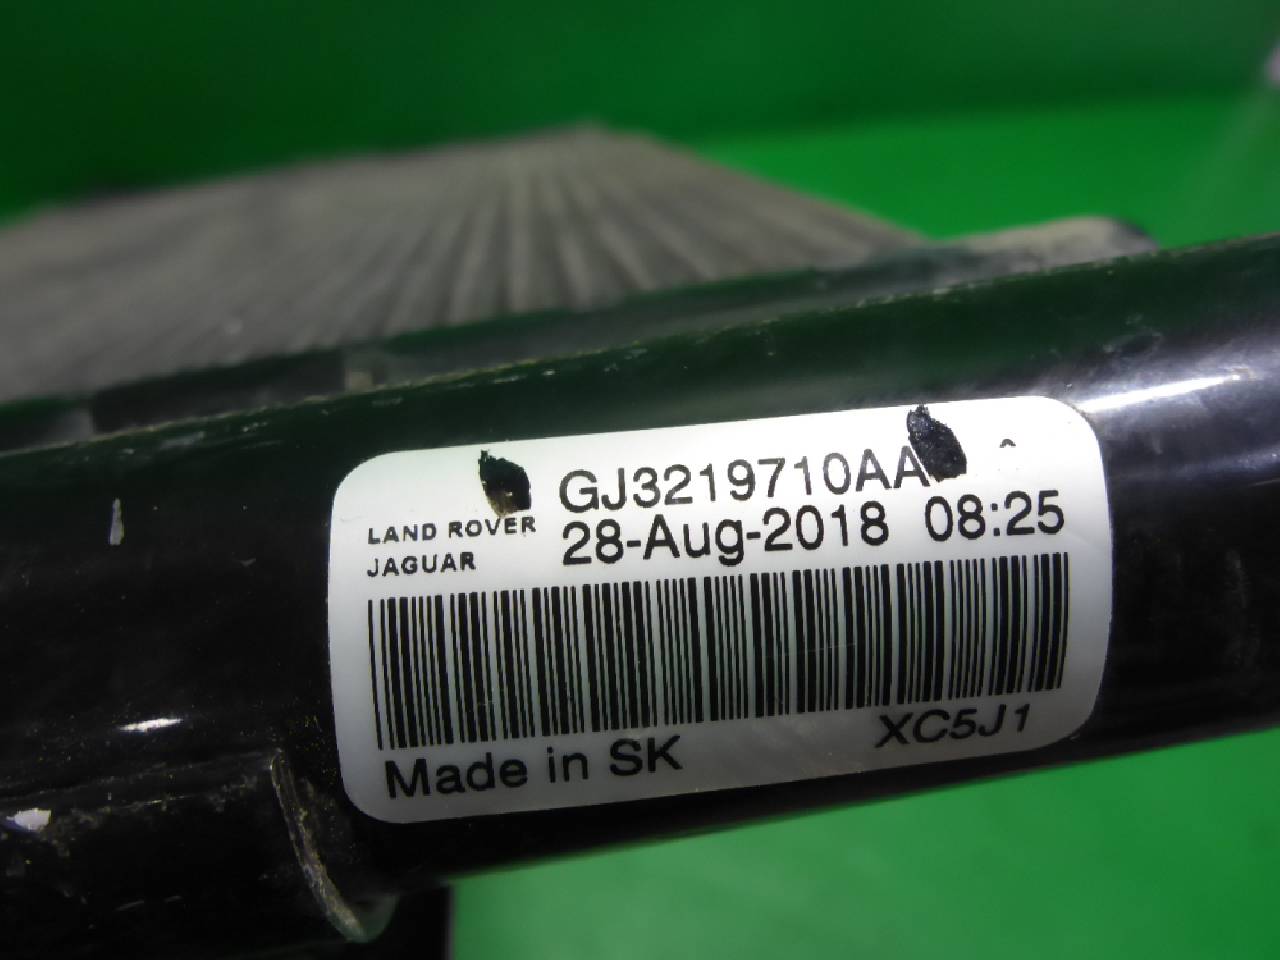 GJ3219710AA
LAND ROVER
28-Aug-2018 08:25
JAGUAR
Made in SK
XC5J1